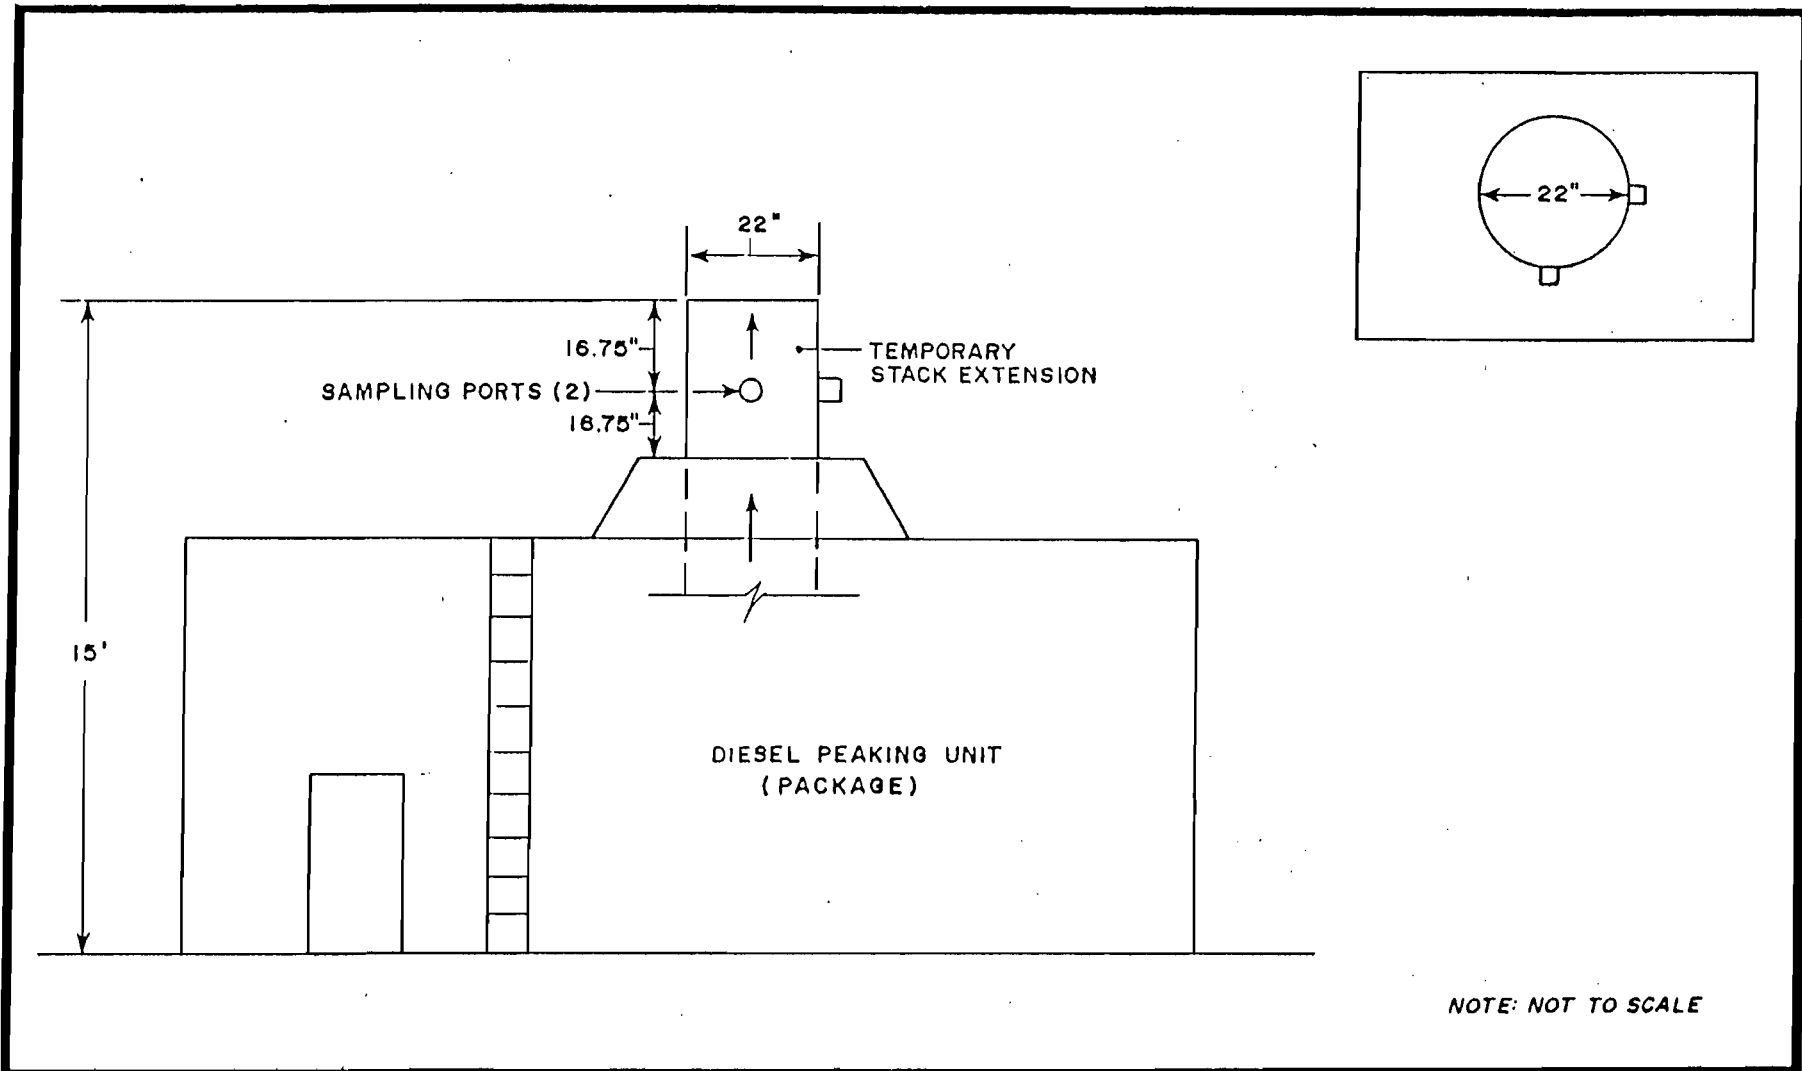 22"
22"
16.75"
TEMPORARY
STACK EXTENSION
SAMPLING PORTS (2)
16.75"
15'
DIESEL PEAKING UNIT
(PACKAGE)
NOTE: NOT TO SCALE